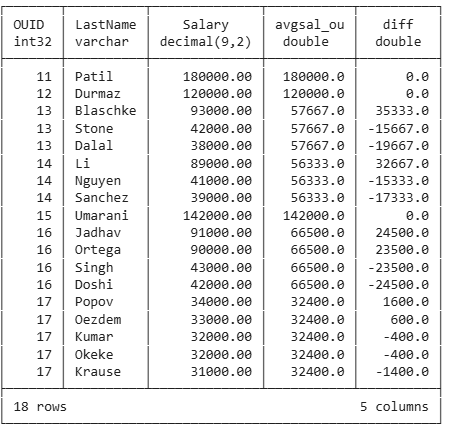 OUID LastName Salary avgsal_ou diff
int32 varchar decimal(9,2) double double
11 Patil 180000.00 180000.0 0.0
12 Durmaz 120000.00 120000.0 0.0
13 Blaschke 93000.00 57667.0 35333.0
13 Stone 42000.00 57667.0 -15667.0
13 Dalal 38000.00 57667.0 -19667.0
14 Li 89000.00 56333.0 32667.0
14 Nguyen 41000.00 56333.0 -15333.0
14 Sanchez 39000.00 56333.0 -17333.0
15 Umarani 142000.00 142000.0 0.0
16 Jadhav 91000.00 66500.0 24500.0
16 Ortega 90000.00 66500.0 23500.0
16 Singh 43000.00 66500.0 -23500.0
16 Doshi 42000.00 66500.0 -24500.0
17 Popov 34000.00 32400.0 1600.0
17 Oezdem 33000.00 32400.0 600.0
17 Kumar 32000.00 32400.0 -400.0
17 Okeke 32000.00 32400.0 -400.0
17 Krause 31000.00 32400.0 -1400.0
18 rows 5 columns